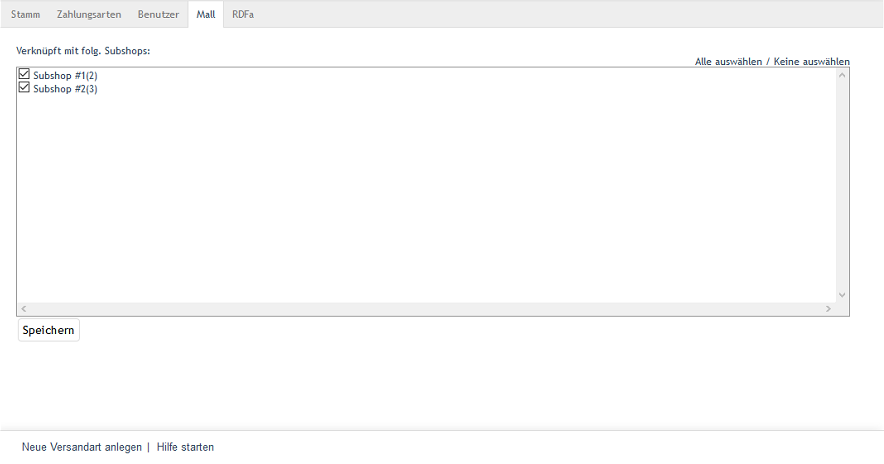 Stamm Zahlungsarten Benutzer Mall RDFa
Verknüpft mit folg. Subshops:
Alle auswählen / Keine auswählen
Subshop #1(2)
Subshop #2(3)
Speichern
Neue Versandart anlegen | Hilfe starten